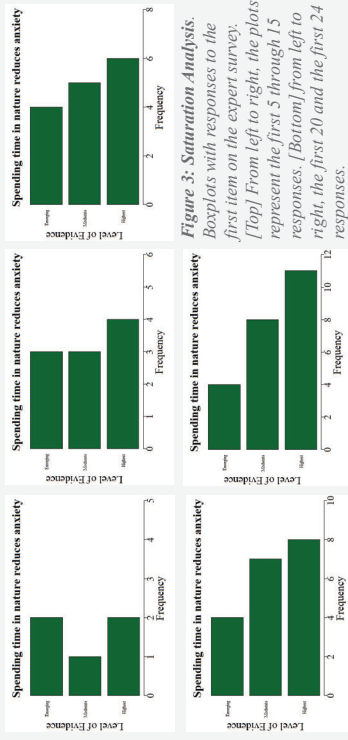 Spending time in nature reduces anxiety
Level of Evidence
Emerging
Moderate
Highest
0 1 2 3 4 5
Frequency
Spending time in nature reduces anxiety
Level of Evidence
Emerging
Moderate
Highest
0 1 2 3 4 5 6
Frequency
Spending time in nature reduces anxiety
Level of Evidence
Emerging
Moderate
Highest
0 2 4 6 8
Frequency
Spending time in nature reduces anxiety
Level of Evidence
Emerging
Moderate
Highest
0 2 4 6 8 10
Frequency
Spending time in nature reduces anxiety
Level of Evidence
Emerging
Moderate
Highest
0 2 4 6 8 10 12
Frequency
Figure 3: Saturation Analysis.
Boxplots with responses to the
first item on the expert survey.
[Top] From left to right, the plots
represent the first 5 through 15
responses. [Bottom] from left to
right, the first 20 and the first 24
responses.